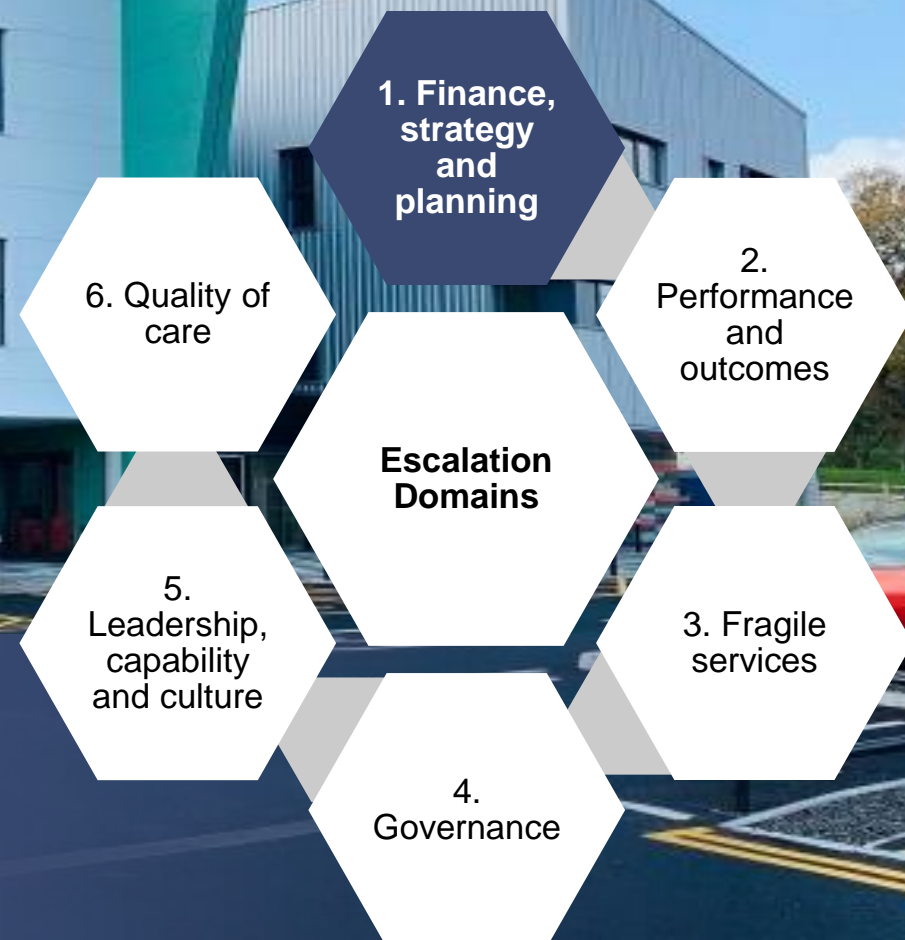 1. Finance,
strategy
and
planning
2.
Performance
and
outcomes
3. Fragile
services
4.
Governance
5.
Leadership,
capability
and culture
6. Quality of
care
Escalation
Domains